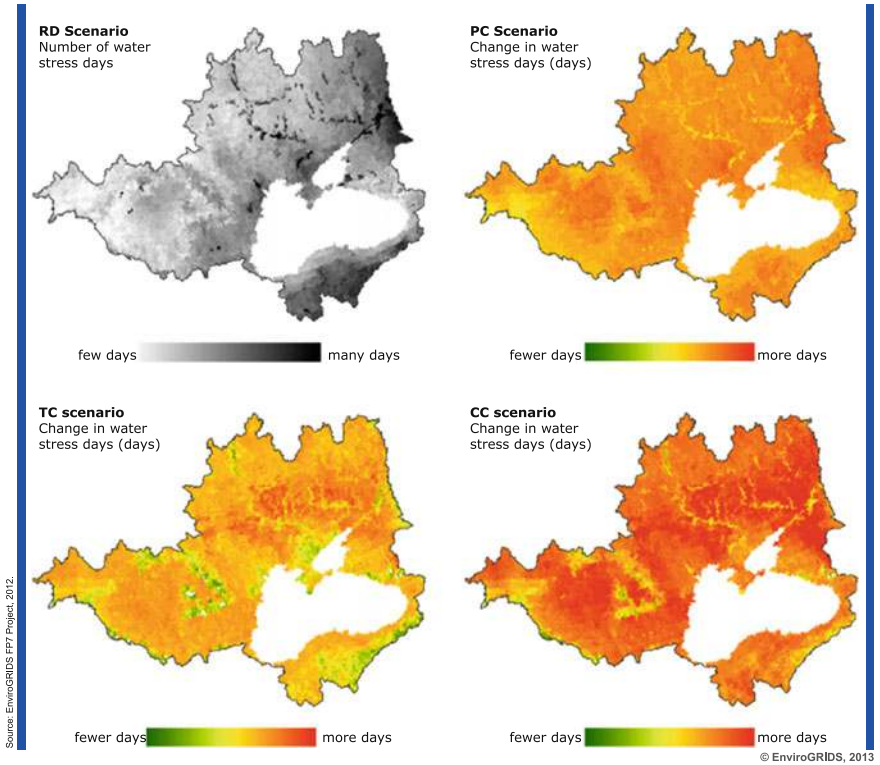 RD Scenario
Number of water
stress days
few days
many days
PC Scenario
Change in water
stress days (days)
fewer days
more days
TC scenario
Change in water
stress days (days)
fewer days
more days
CC scenario
Change in water
stress days (days)
fewer days
more days
Source: EnviroGRIDS FP7 Project, 2012.
© EnviroGRIDS, 2013